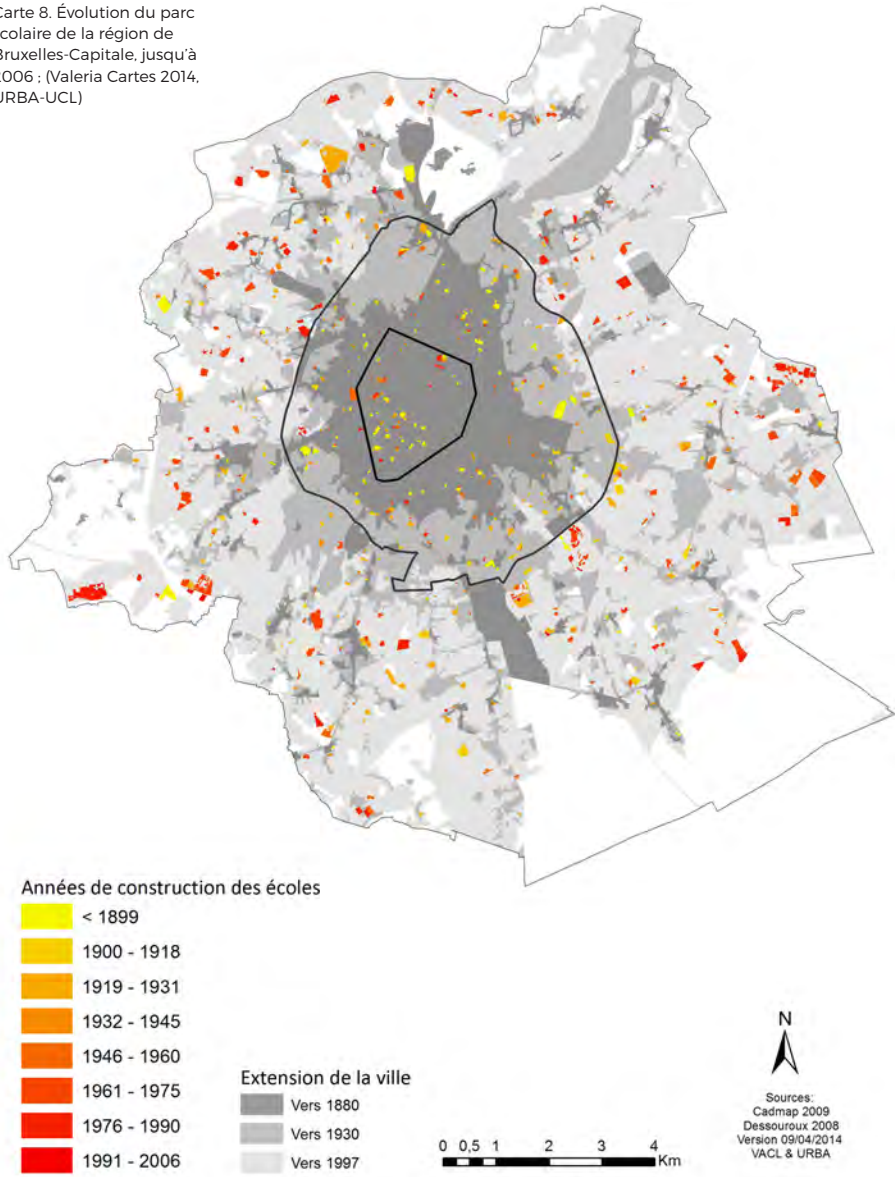 Carte 8. Évolution du parc
scolaire de la région de
Bruxelles-Capitale, jusqu'à
2006 ; (Valeria Cartes 2014,
URBA-UCL)
Années de construction des écoles
< 1899
1900 - 1918
1919 - 1931
1932 - 1945
1946 - 1960
1961 - 1975
1976 - 1990
1991 - 2006
Extension de la ville
Vers 1880
Vers 1930
Vers 1997
0 0,5 1 2 3 4
Km
N
Sources:
Cadmap 2009
Dessouroux 2008
Version 09/04/2014
VACL & URBA